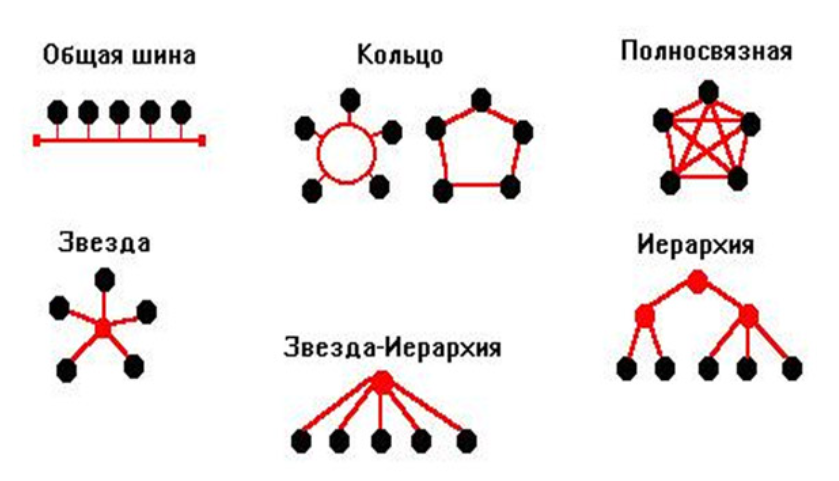 Общая шина
Кольцо
Полносвязная
Звезда
Иерархия
Звезда-Иерархия